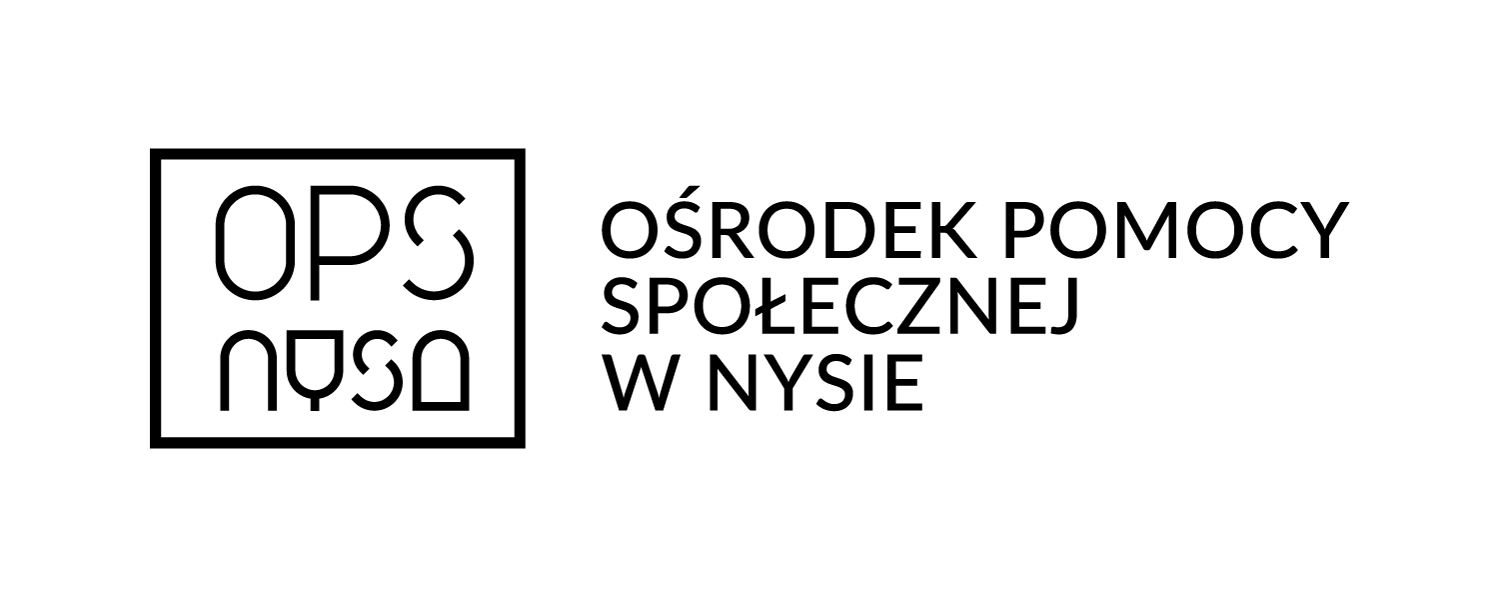 OPS
NYSA
OŚRODEK POMOCY
SPOŁECZNEJ
W NYSIE